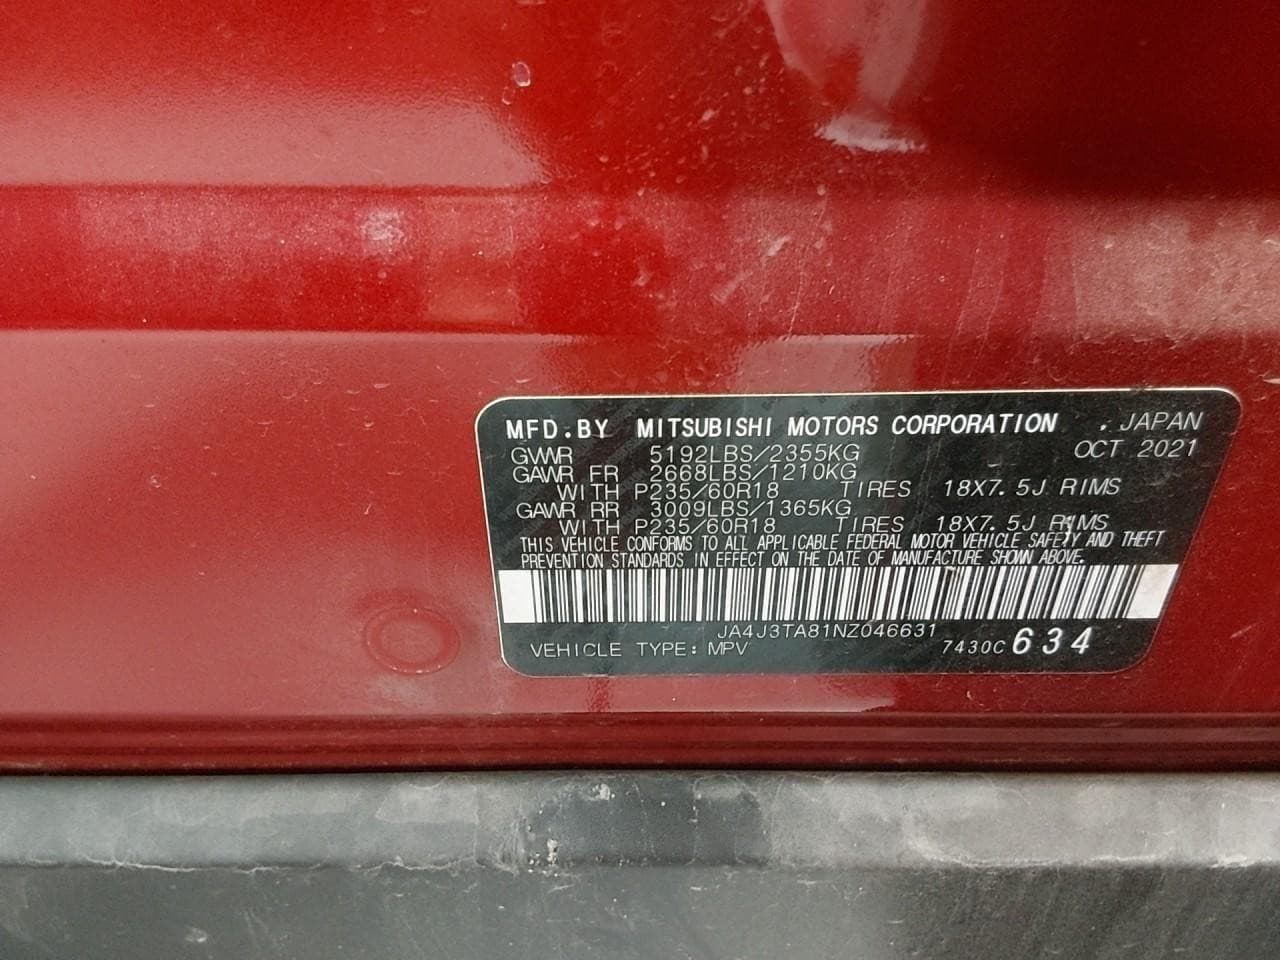 MFD.BY MITSUBISHI MOTORS CORPORATION . JAPAN
GVWR 5192LBS/2355KG OCT 2021
GAWR FR 2668LBS/1210KG
WITH P235/60R18 TIRES 18X7.5J RIMS
GAWR RR 3009LBS/1365KG
WITH P235/60R18 TIRES 18X7.5J RIMS
THIS VEHICLE CONFORMS TO ALL APPLICABLE FEDERAL MOTOR VEHICLE SAFETY AND THEFT
PREVENTION STANDARDS IN EFFECT ON THE DATE OF MANUFACTURE SHOWN ABOVE.
JA4J3TA81NZ046631
VEHICLE TYPE: MPV 7430C 634